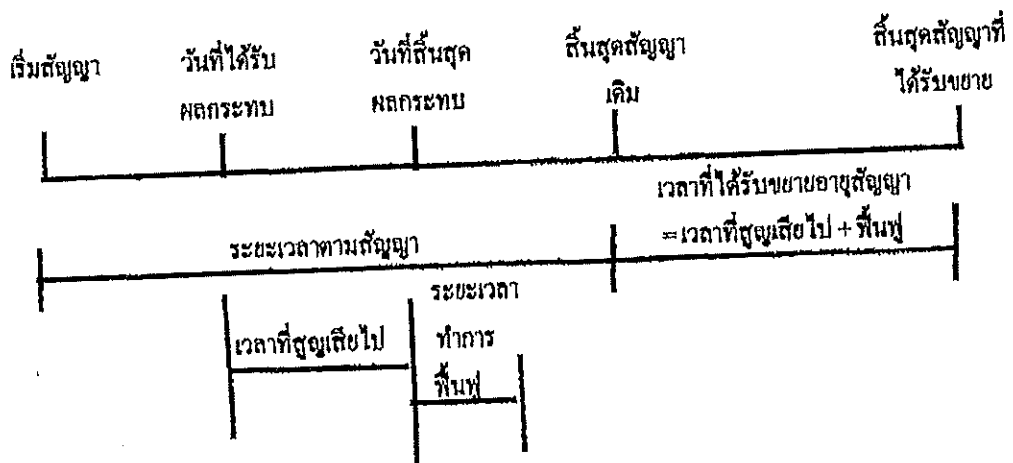 เริ่มสัญญา
วันที่ได้รับ
ผลกระทบ
วันที่สิ้นสุด
ผลกระทบ
สิ้นสุดสัญญา
เดิม
สิ้นสุดสัญญาที่
ได้รับขยาย
เวลาที่ได้รับขยายอายุสัญญา
=เวลาที่สูญเสียไป + ฟื้นฟู
ระยะเวลาตามสัญญา
เวลาที่สูญเสียไป
ระยะเวลา
ทำการ
ฟื้นฟู